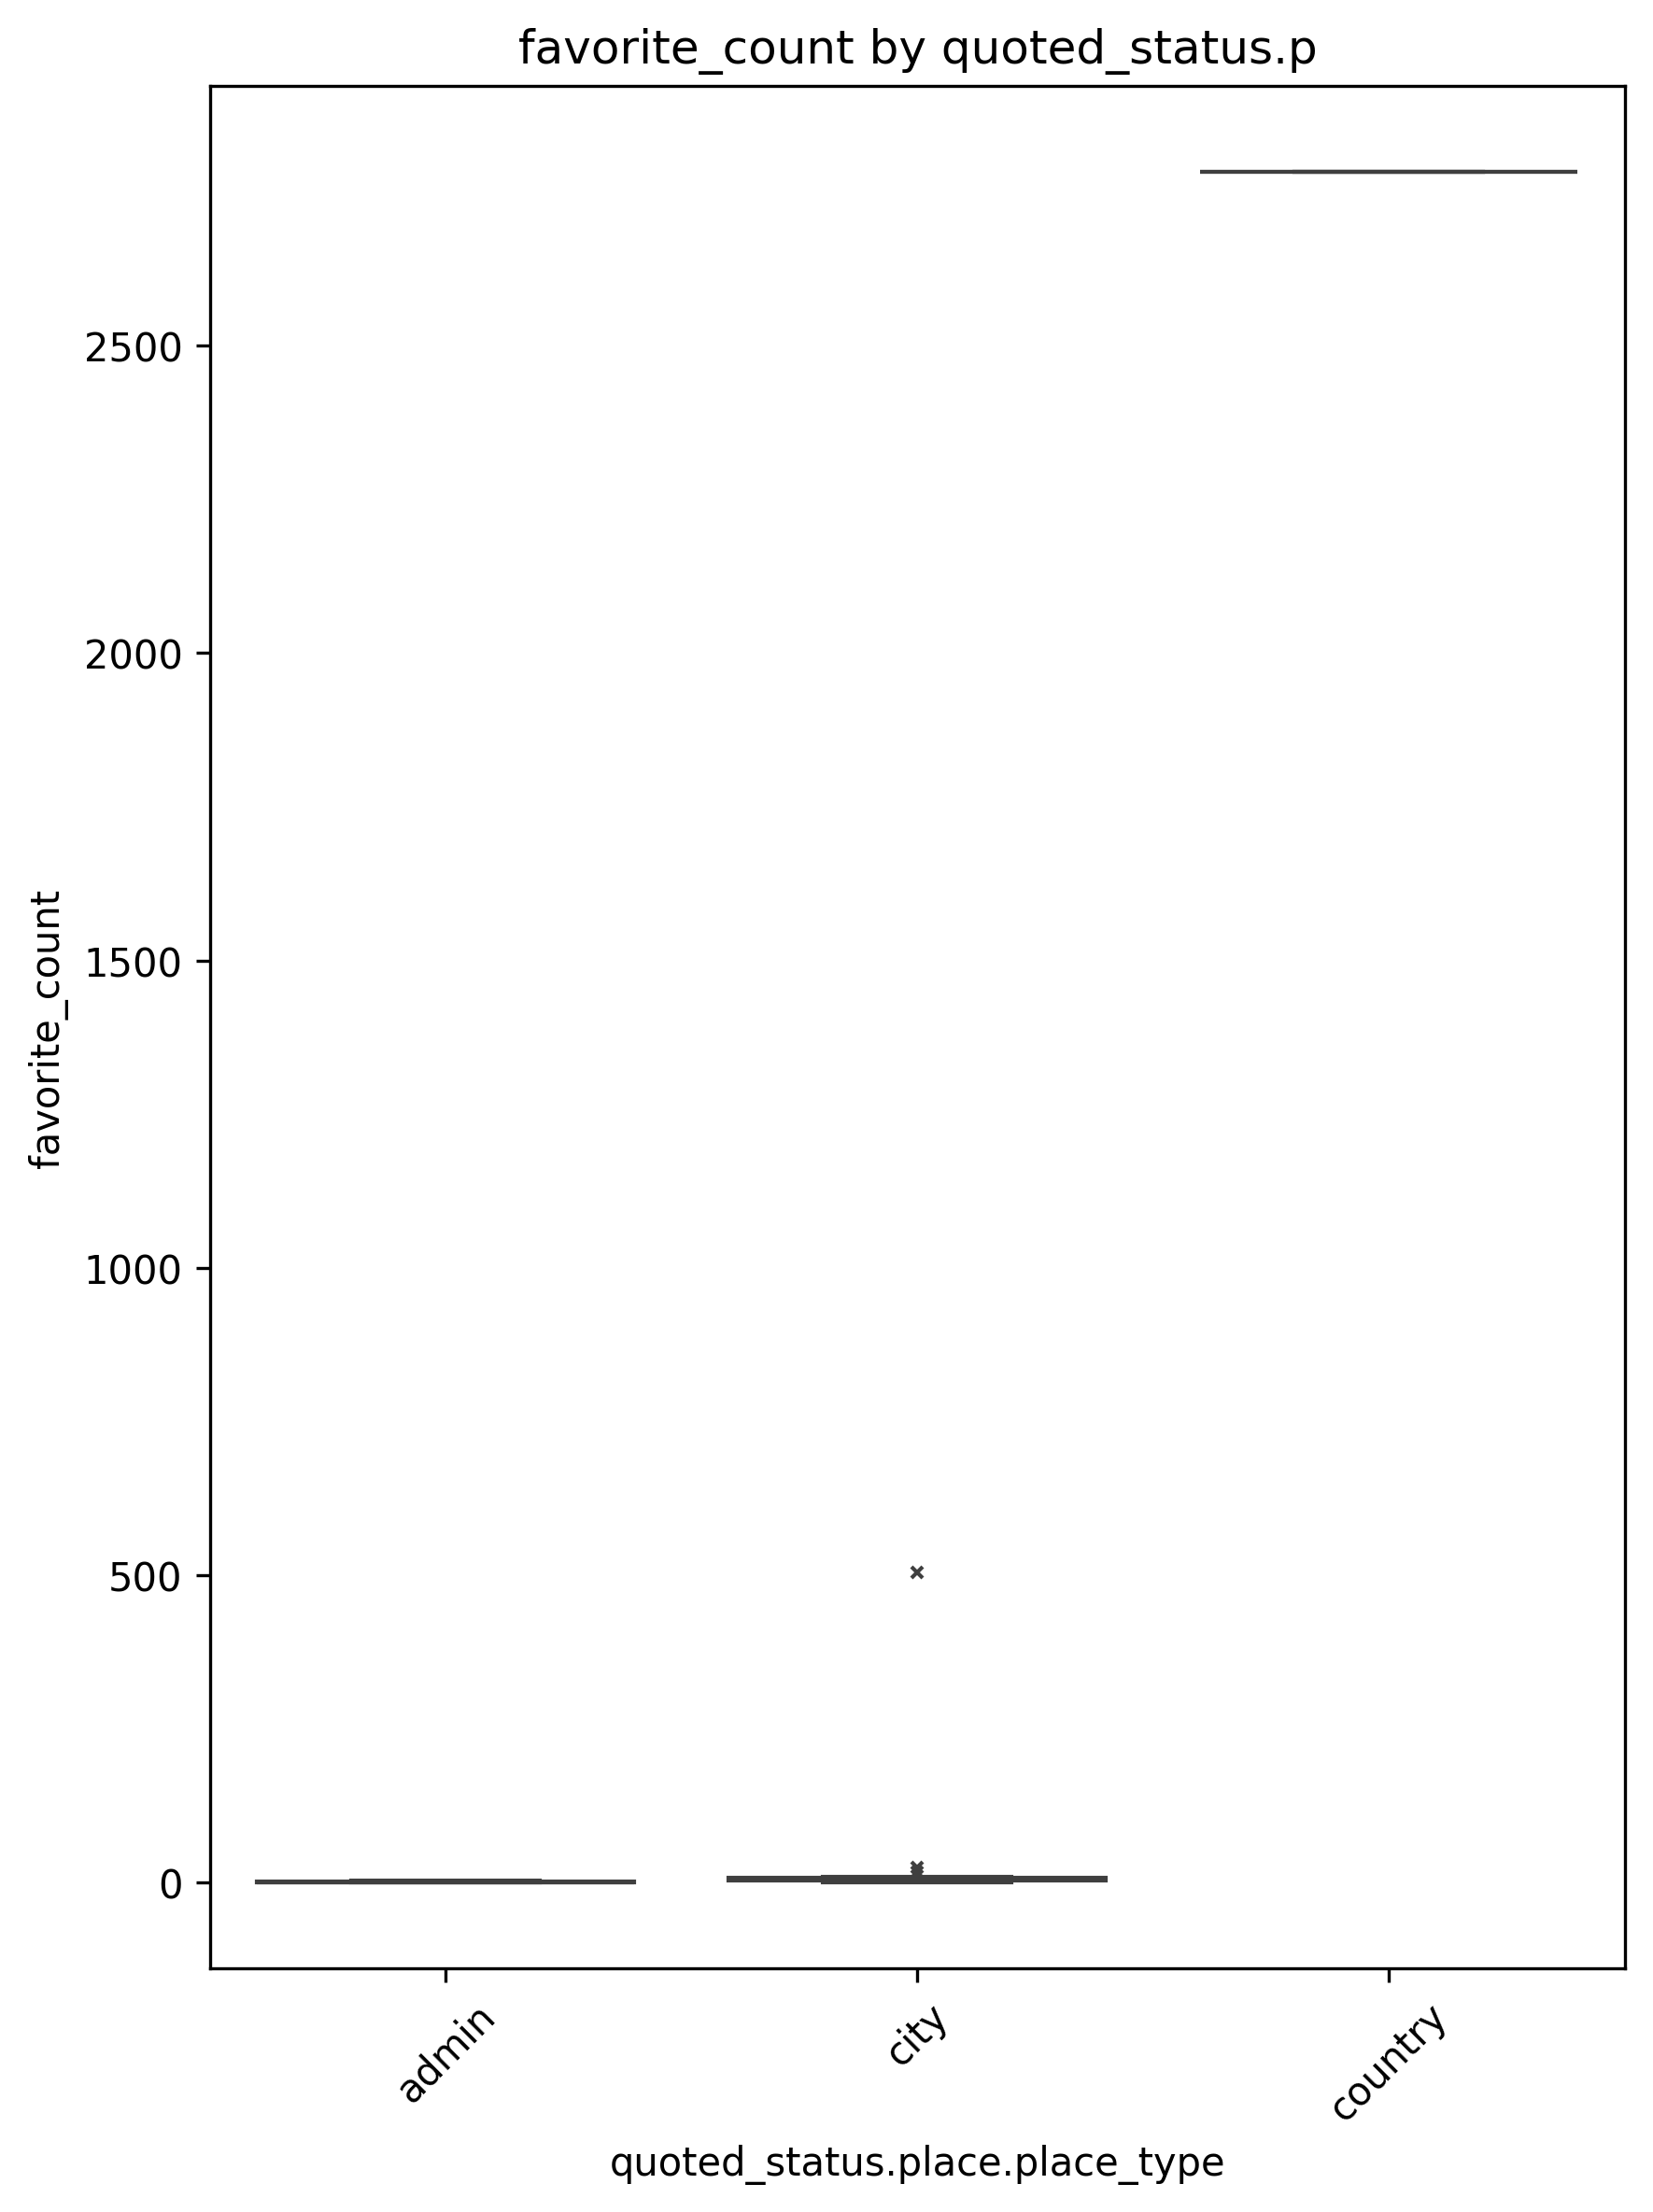 favorite_count by quoted_status.p
favorite_count
2500
2000
1500
1000
500
0
admin
city
country
quoted_status.place.place_type